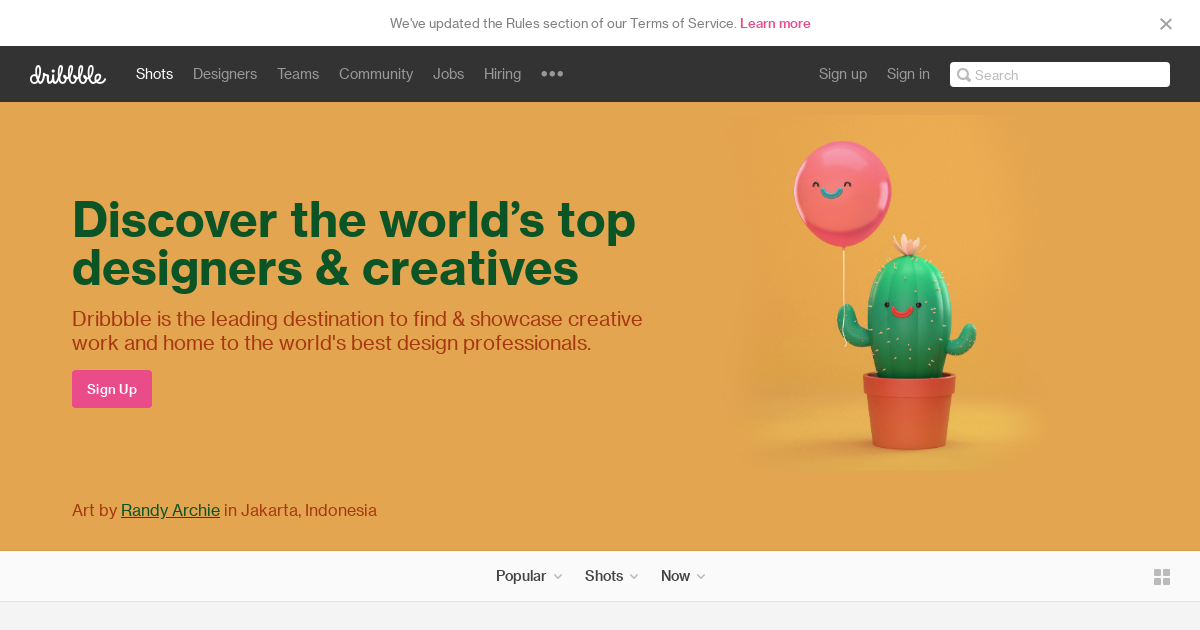 We've updated the Rules section of our Terms of Service. Learn more
dribbble Shots Designers Teams Community Jobs Hiring ••• Sign up Sign in Search
Discover the world’s top
designers & creatives
Dribbble is the leading destination to find & showcase creative
work and home to the world's best design professionals.
Sign Up
Art by Randy Archie in Jakarta, Indonesia
Popular Shots Now